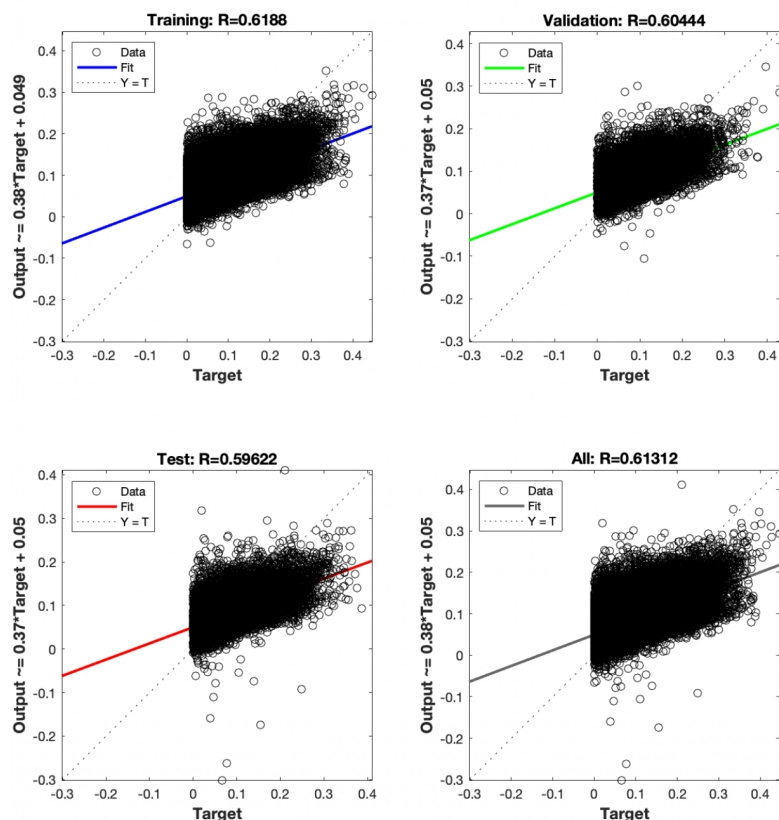 Training: R=0.6188
Output ~= 0.38*Target + 0.049
0.4
0.3
0.2
0.1
0
-0.1
-0.2
-0.3
Data
Fit
Y = T
-0.3 -0.2 -0.1 0 0.1 0.2 0.3 0.4
Target
Validation: R=0.60444
Output ~= 0.37*Target + 0.05
0.4
0.3
0.2
0.1
0
-0.1
-0.2
-0.3
Data
Fit
Y = T
-0.3 -0.2 -0.1 0 0.1 0.2 0.3 0.4
Target
Test: R=0.59622
Output ~= 0.37*Target + 0.05
0.4
0.3
0.2
0.1
0
-0.1
-0.2
-0.3
Data
Fit
Y = T
-0.3 -0.2 -0.1 0 0.1 0.2 0.3 0.4
Target
All: R=0.61312
Output ~= 0.38*Target + 0.05
0.4
0.3
0.2
0.1
0
-0.1
-0.2
-0.3
Data
Fit
Y = T
-0.3 -0.2 -0.1 0 0.1 0.2 0.3 0.4
Target